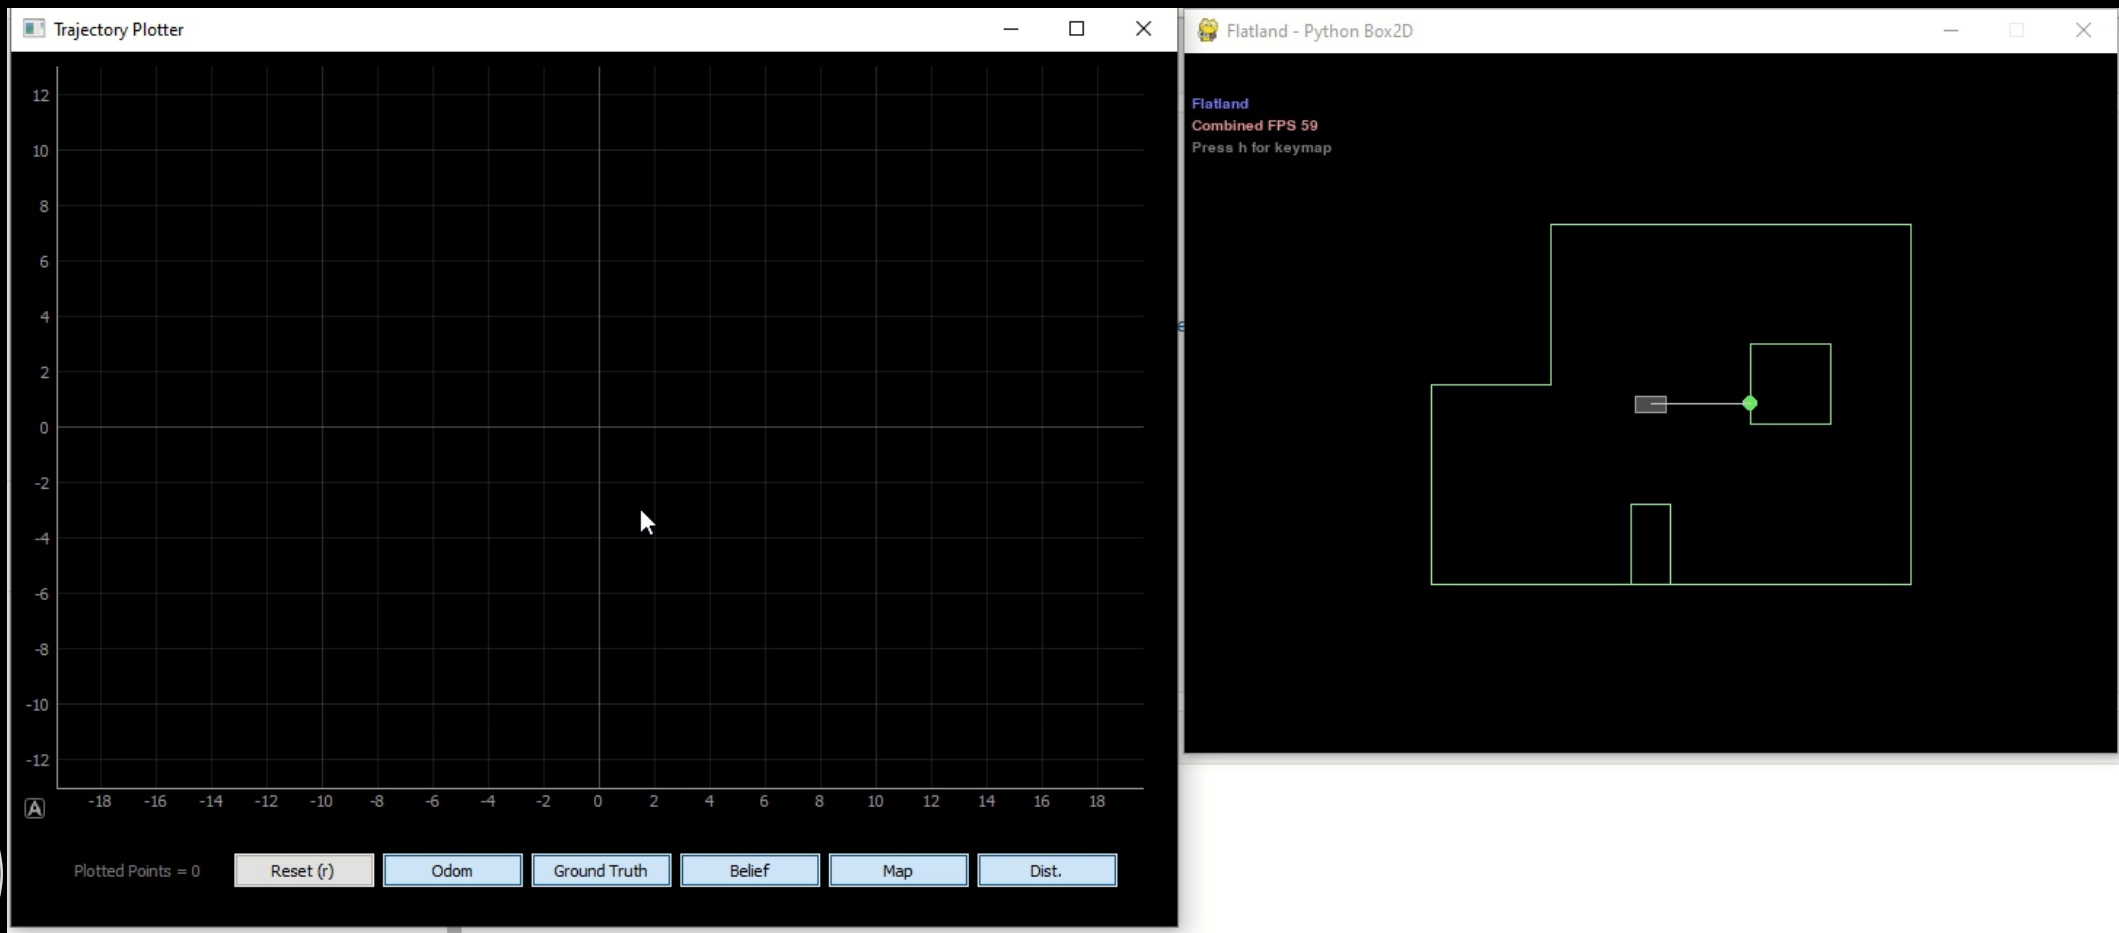 Trajectory Plotter
12
10
8
6
4
2
0
-2
-4
-6
-8
-10
-12
-18 -16 -14 -12 -10 -8 -6 -4 -2 0 2 4 6 8 10 12 14 16 18
A
Plotted Points = 0 Reset (r) Odom Ground Truth Belief Map Dist.
Flatland - Python Box2D
Flatland
Combined FPS 59
Press h for keymap